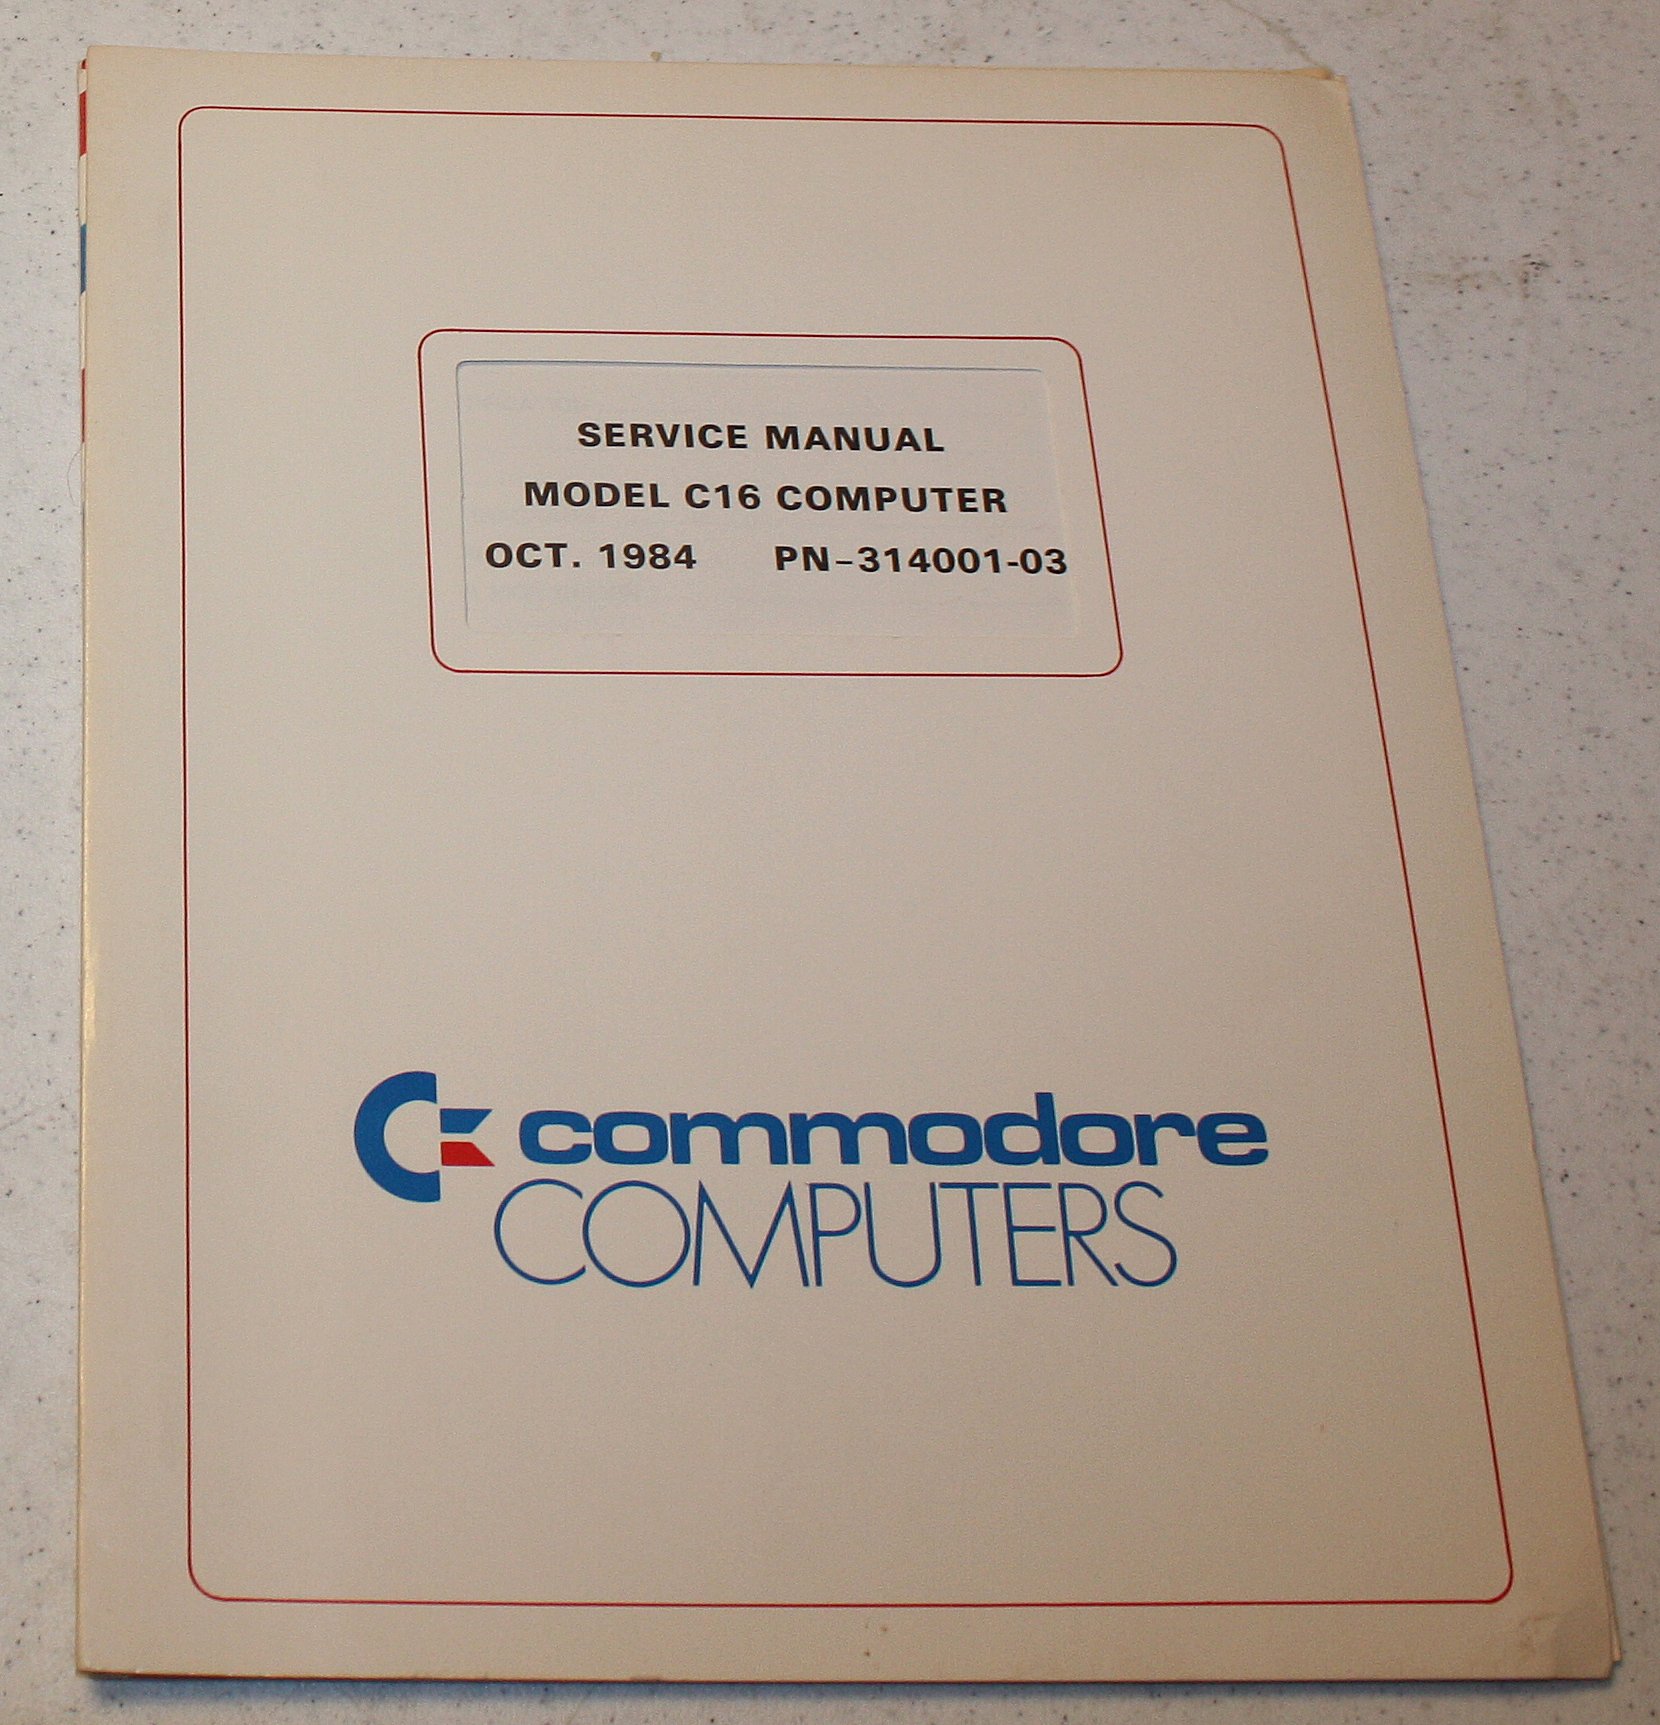 SERVICE MANUAL
MODEL C16 COMPUTER
OCT. 1984 PN-314001-03
commodore
COMPUTERS